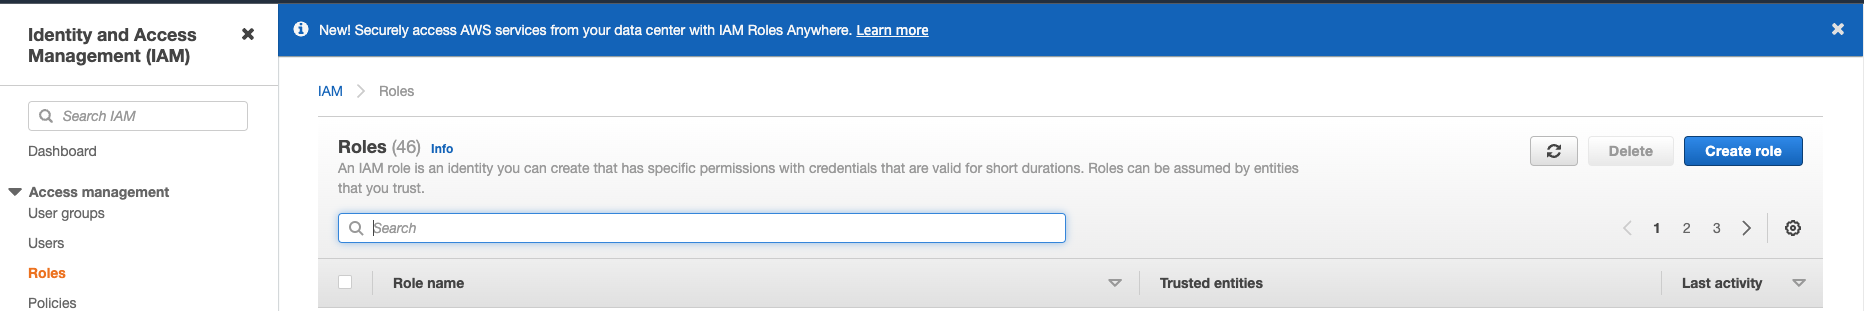 Identity and Access
Management (IAM)
Search IAM
Dashboard
Access management
User groups
Users
Roles
Policies
New! Securely access AWS services from your data center with IAM Roles Anywhere. Learn more
IAM Roles
Roles (46) Info
An IAM role is an identity you can create that has specific permissions with credentials that are valid for short durations. Roles can be assumed by entities
that you trust.
Delete Create role
Search
1 2 3
Role name Trusted entities Last activity